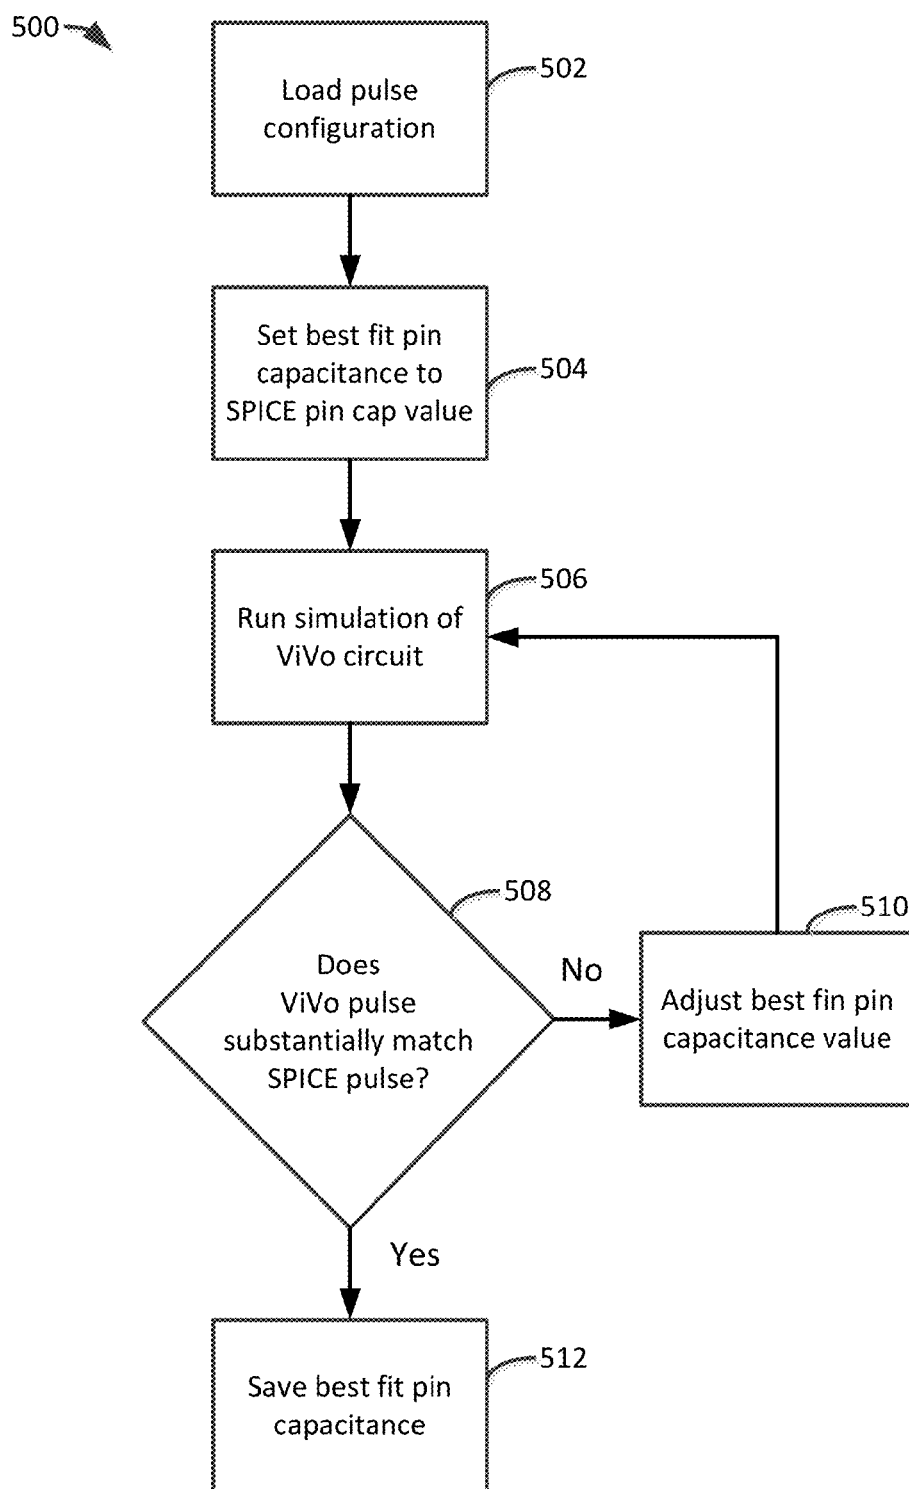 500
Load pulse
configuration
502
Set best fit pin
capacitance to
SPICE pin cap value
504
Run simulation of
ViVo circuit
506
Does
ViVo pulse
substantially match
SPICE pulse?
508
No
Adjust best fin pin
capacitance value
510
Yes
Save best fit pin
capacitance
512